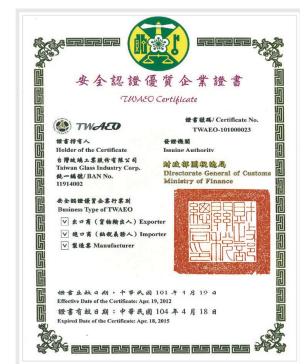 安全認證優質企業證書
TWAEO Certificate
證書號碼/ Certificate No.
TWAEO-101000023
TWAEO
證書持有人
Holder of the Certificate
台灣玻璃工業股份有限公司
Taiwan Glass Industry Corp.
統一編號/ BAN No.
11914002
發證機關
Issuing Authority
財政部關稅總局
Directorate General of Customs
Ministry of Finance
安全認證優質企業行業別
Business Type of TWAEO
出口商(貨物輸出人) Exporter
進口商(納稅義務人) Importer
製造業 Manufacturer
證書生效日期:中華民國 101 年 4 月 19 日
Effective Date of the Certificate: Apr. 19, 2012
證書有效日期:中華民國 104 年 4 月 18 日
Expired Date of the Certificate: Apr. 18, 2015